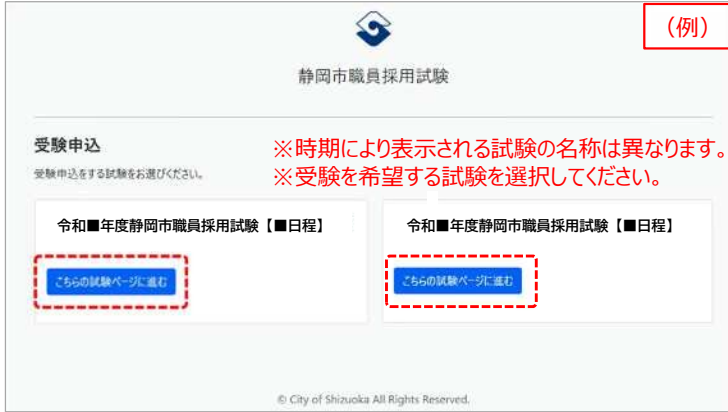 （例）
静岡市職員採用試験
受験申込
※時期により表示される試験の名称は異なります。
受験申込をする試験をお選びください。
※受験を希望する試験を選択してください。
令和■年度静岡市職員採用試験【■日程】
こちらの試験ページに進む
令和■年度静岡市職員採用試験【■日程】
こちらの試験ページに進む
© City of Shizuoka All Rights Reserved.